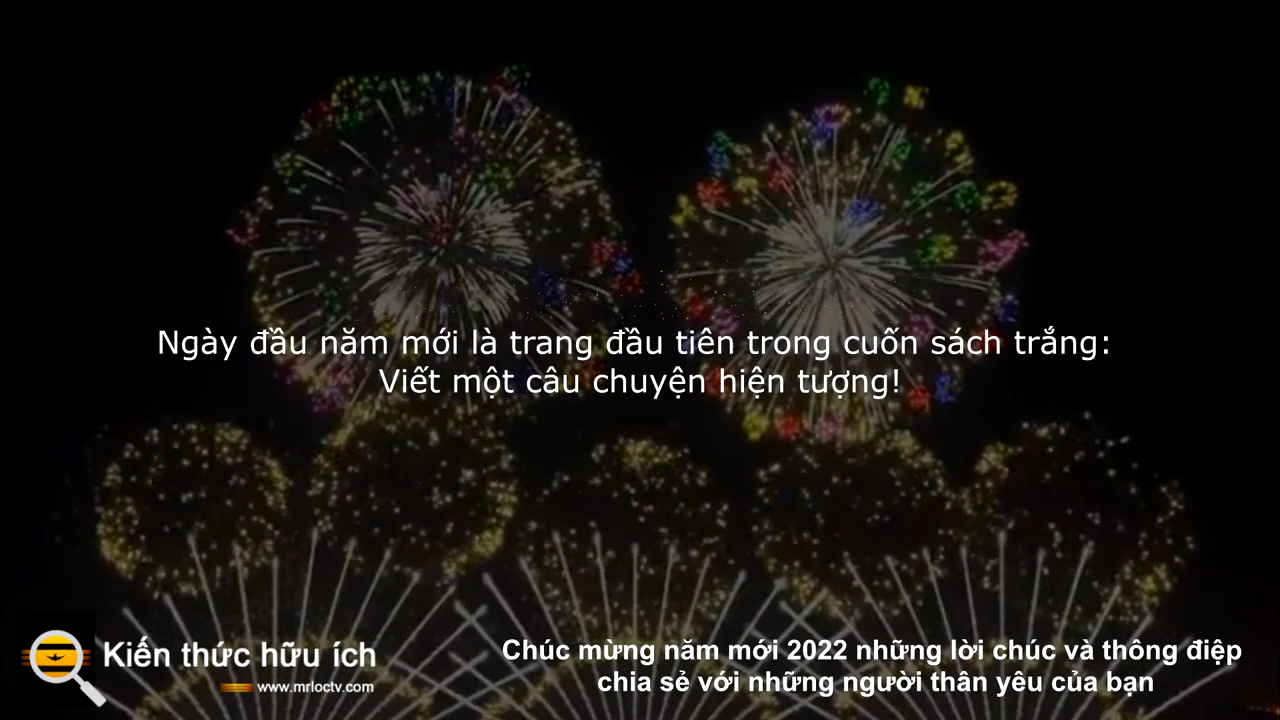 Ngày đầu năm mới là trang đầu tiên trong cuốn sách trắng:
Viết một câu chuyện hiện tượng!
Kiến thức hữu ích
www.mrloctv.com
Chúc mừng năm mới 2022 những lời chúc và thông điệp
chia sẻ với những người thân yêu của bạn